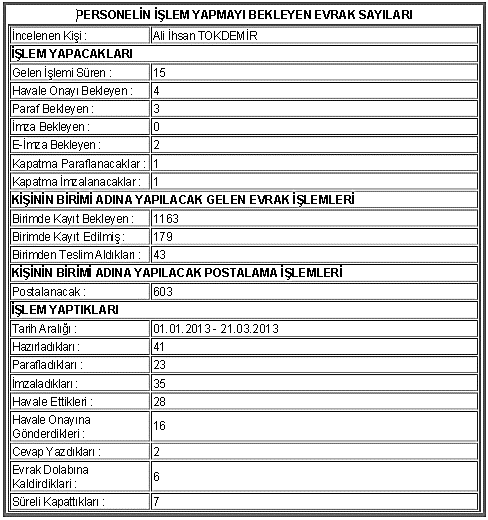 PERSONELİN İŞLEM YAPMAYI BEKLEYEN EVRAK SAYILARI
İncelenen Kişi : Ali İhsan TOKDEMİR
İŞLEM YAPACAKLARI
Gelen İşlemi Süren : 15
Havale Onayı Bekleyen : 4
Paraf Bekleyen : 3
İmza Bekleyen : 0
E-İmza Bekleyen : 2
Kapatma Paraflanacaklar : 1
Kapatma İmzalanacaklar : 1
KİŞİNİN BİRİMİ ADINA YAPILACAK GELEN EVRAK İŞLEMLERİ
Birimde Kayıt Bekleyen : 1163
Birimde Kayıt Edilmiş : 179
Birimden Teslim Aldıkları : 43
KİŞİNİN BİRİMİ ADINA YAPILACAK POSTALAMA İŞLEMLERİ
Postalanacak : 603
İŞLEM YAPTIKLARI
Tarih Aralığı : 01.01.2013 - 21.03.2013
Hazırladıkları : 41
Parafladıkları : 23
İmzaladıkları : 35
Havale Ettikleri : 28
Havale Onayına
Gönderdikleri : 16
Cevap Yazdıkları : 2
Evrak Dolabına
Kaldirdiklari : 6
Süreli Kapattıkları : 7